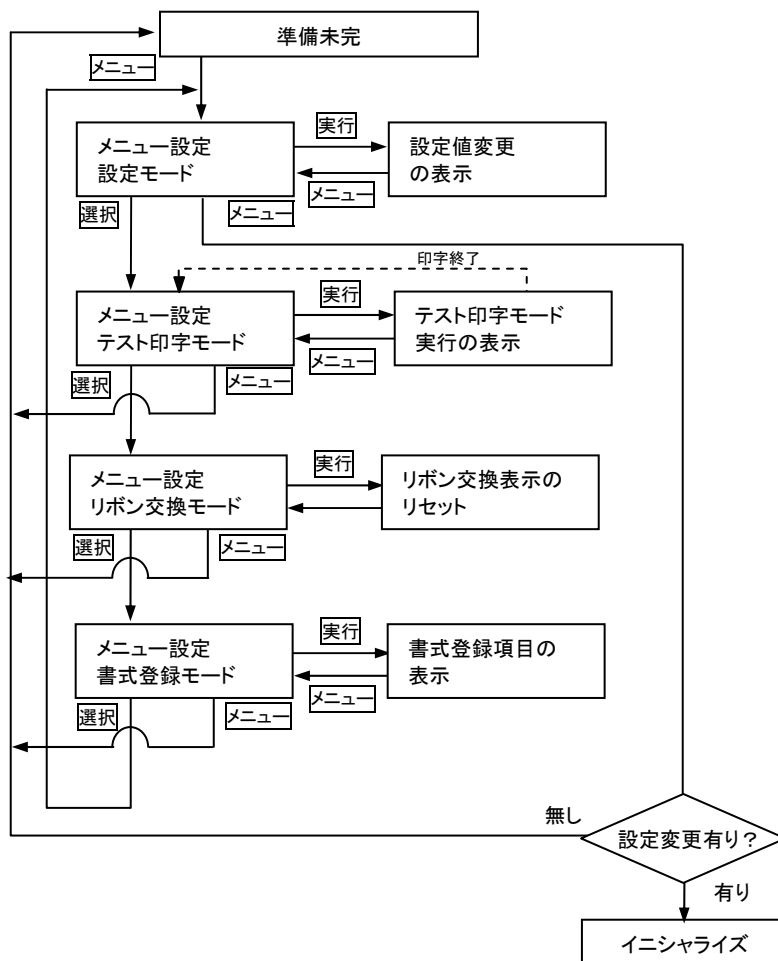 準備未完
メニュー
メニュー設定
設定モード
実行
メニュー
設定値変更
の表示
選択
メニュー
印字終了
メニュー設定
テスト印字モード
実行
メニュー
テスト印字モード
実行の表示
選択
メニュー
メニュー設定
リボン交換モード
実行
リボン交換表示の
リセット
選択
メニュー
メニュー設定
書式登録モード
実行
メニュー
書式登録項目の
表示
選択
メニュー
無し
設定変更有り?
有り
イニシャライズ